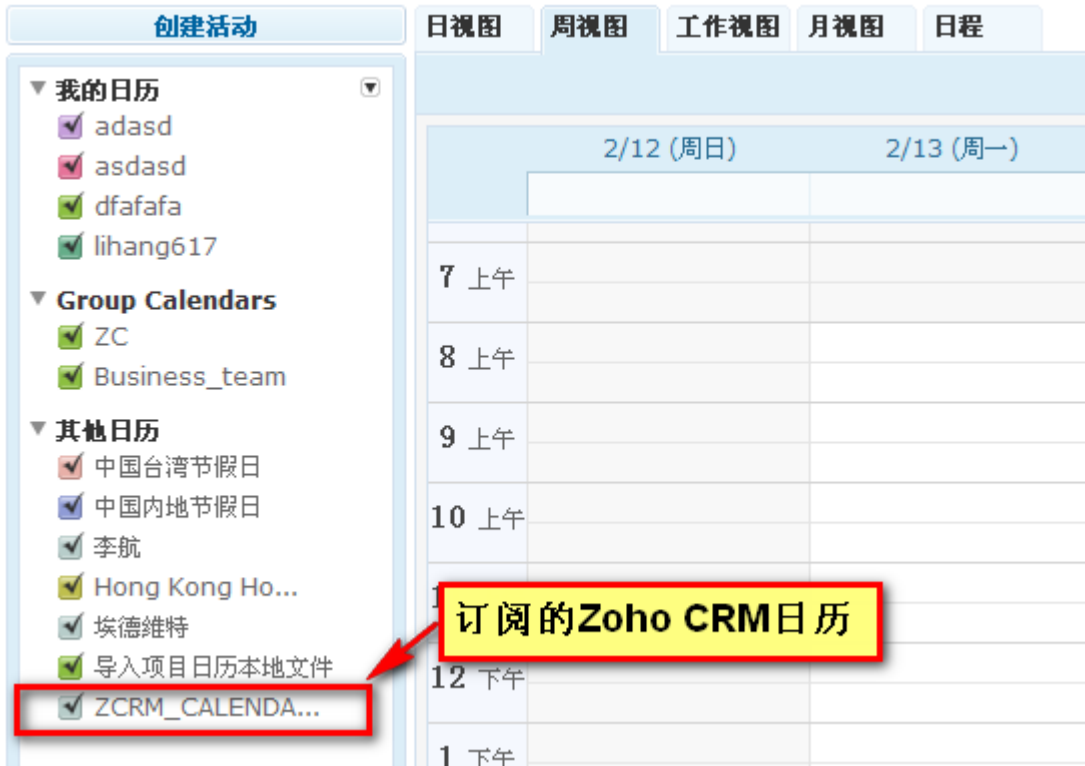 创建活动
日视图 周视图 工作视图 月视图 日程
我的日历
adasd
asdasd
dfafafa
lihang617
Group Calendars
ZC
Business_team
其他日历
中国台湾节假日
中国内地节假日
李航
Hong Kong Ho...
埃德維特
导入项目日历本地文件
ZCRM_CALENDA...
2/12 (周日) 2/13 (周一)
7 上午
8 上午
9 上午
10 上午
订阅的Zoho CRM日历
12 下午
1 下午